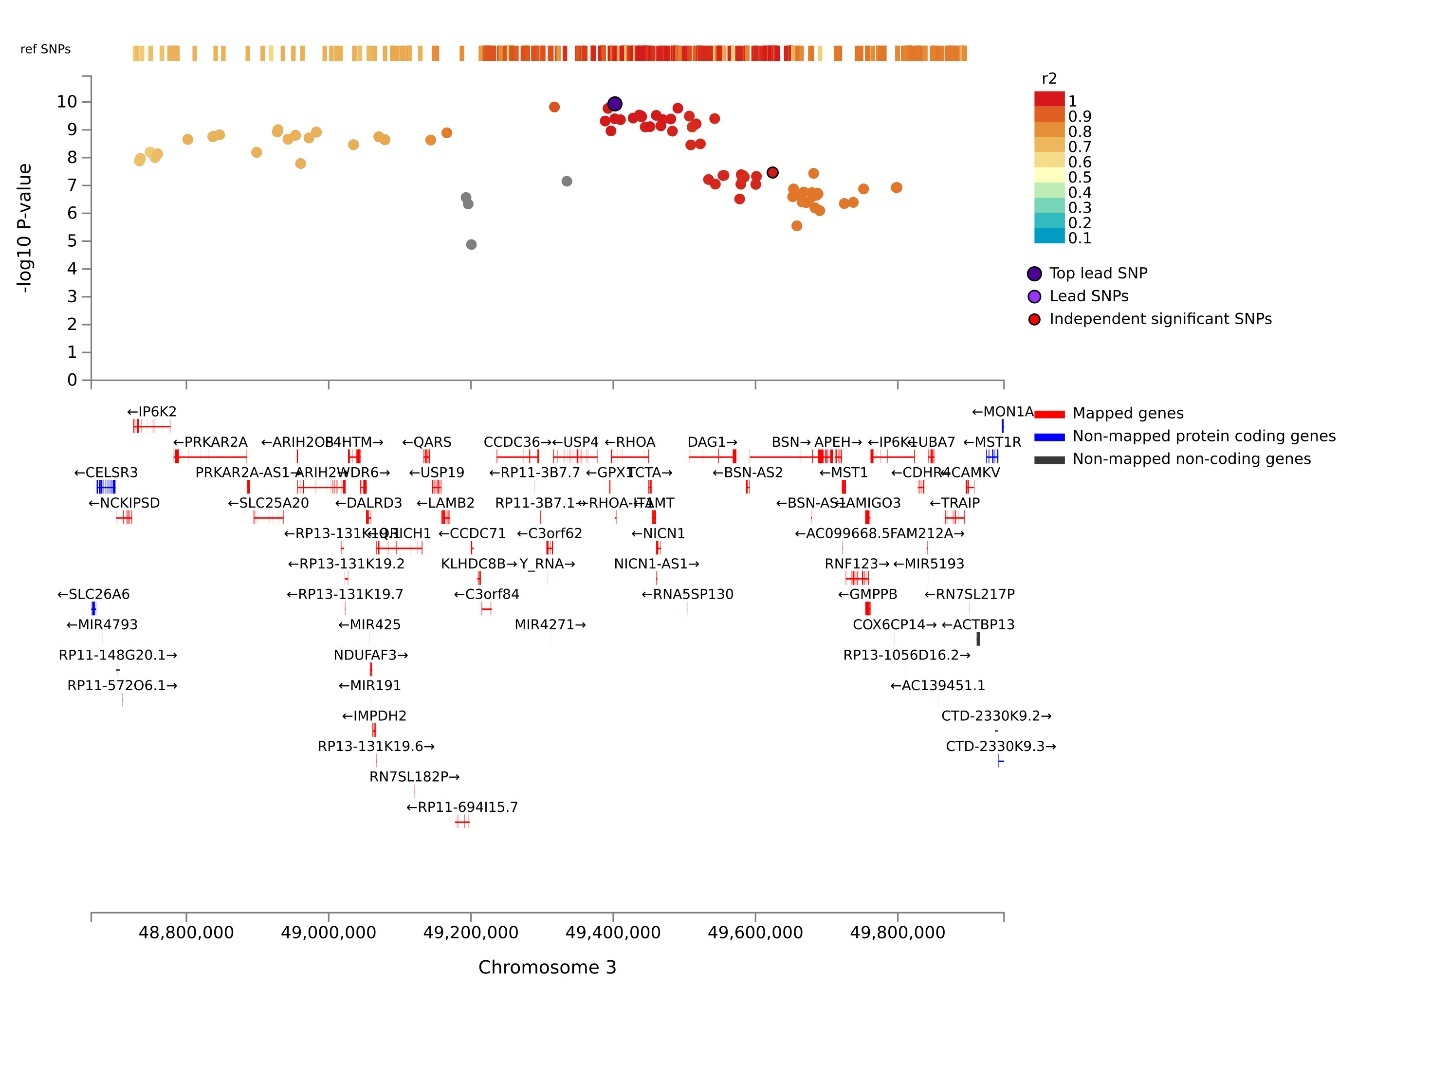 ref SNPs
r2
1
0.9
0.8
0.7
0.6
0.5
0.4
0.3
0.2
0.1
Top lead SNP
Lead SNPs
Independent significant SNPs
-log10 P-value
10
9
8
7
6
5
4
3
2
1
0
Mapped genes
Non-mapped protein coding genes
Non-mapped non-coding genes
←IP6K2 ←MON1A
←PRKAR2A ←ARIH2OS P4HTM→ ←QARS CCDC36→ ←USP4 ←RHOA DAG1→ BSN→ APEH→ ←IP6K1 ←UBA7 ←MST1R
←CELSR3 PRKAR2A-AS1→ ARIH2→ WDR6→ ←USP19 ←RP11-3B7.7 ←GPX1 TCTA→ ←BSN-AS2 ←MST1 ←CDHR4 ←CAMKV
←NCKIPSD ←SLC25A20 ←DALRD3 ←LAMB2 RP11-3B7.1→ ←RHOA-IT1 ←AMT ←BSN-AS1 ←AMIGO3 ←TRAIP
←RP13-131K19.1 ←QRICH1 ←CCDC71 ←C3orf62 ←NICN1 ←AC099668.5 FAM212A→
←RP13-131K19.2 KLHDC8B→ Y_RNA→ NICN1-AS1→ RNF123→ ←MIR5193
←SLC26A6 ←RP13-131K19.7 ←C3orf84 ←RNA5SP130 ←GMPPB ←RN7SL217P
←MIR4793 ←MIR425 MIR4271→ COX6CP14→ ←ACTBP13
RP11-148G20.1→ NDUFAF3→ RP13-1056D16.2→
RP11-572O6.1→ ←MIR191 ←AC139451.1
←IMPDH2 CTD-2330K9.2→
RP13-131K19.6→ CTD-2330K9.3→
RN7SL182P→
←RP11-694I15.7
48,800,000 49,000,000 49,200,000 49,400,000 49,600,000 49,800,000
Chromosome 3